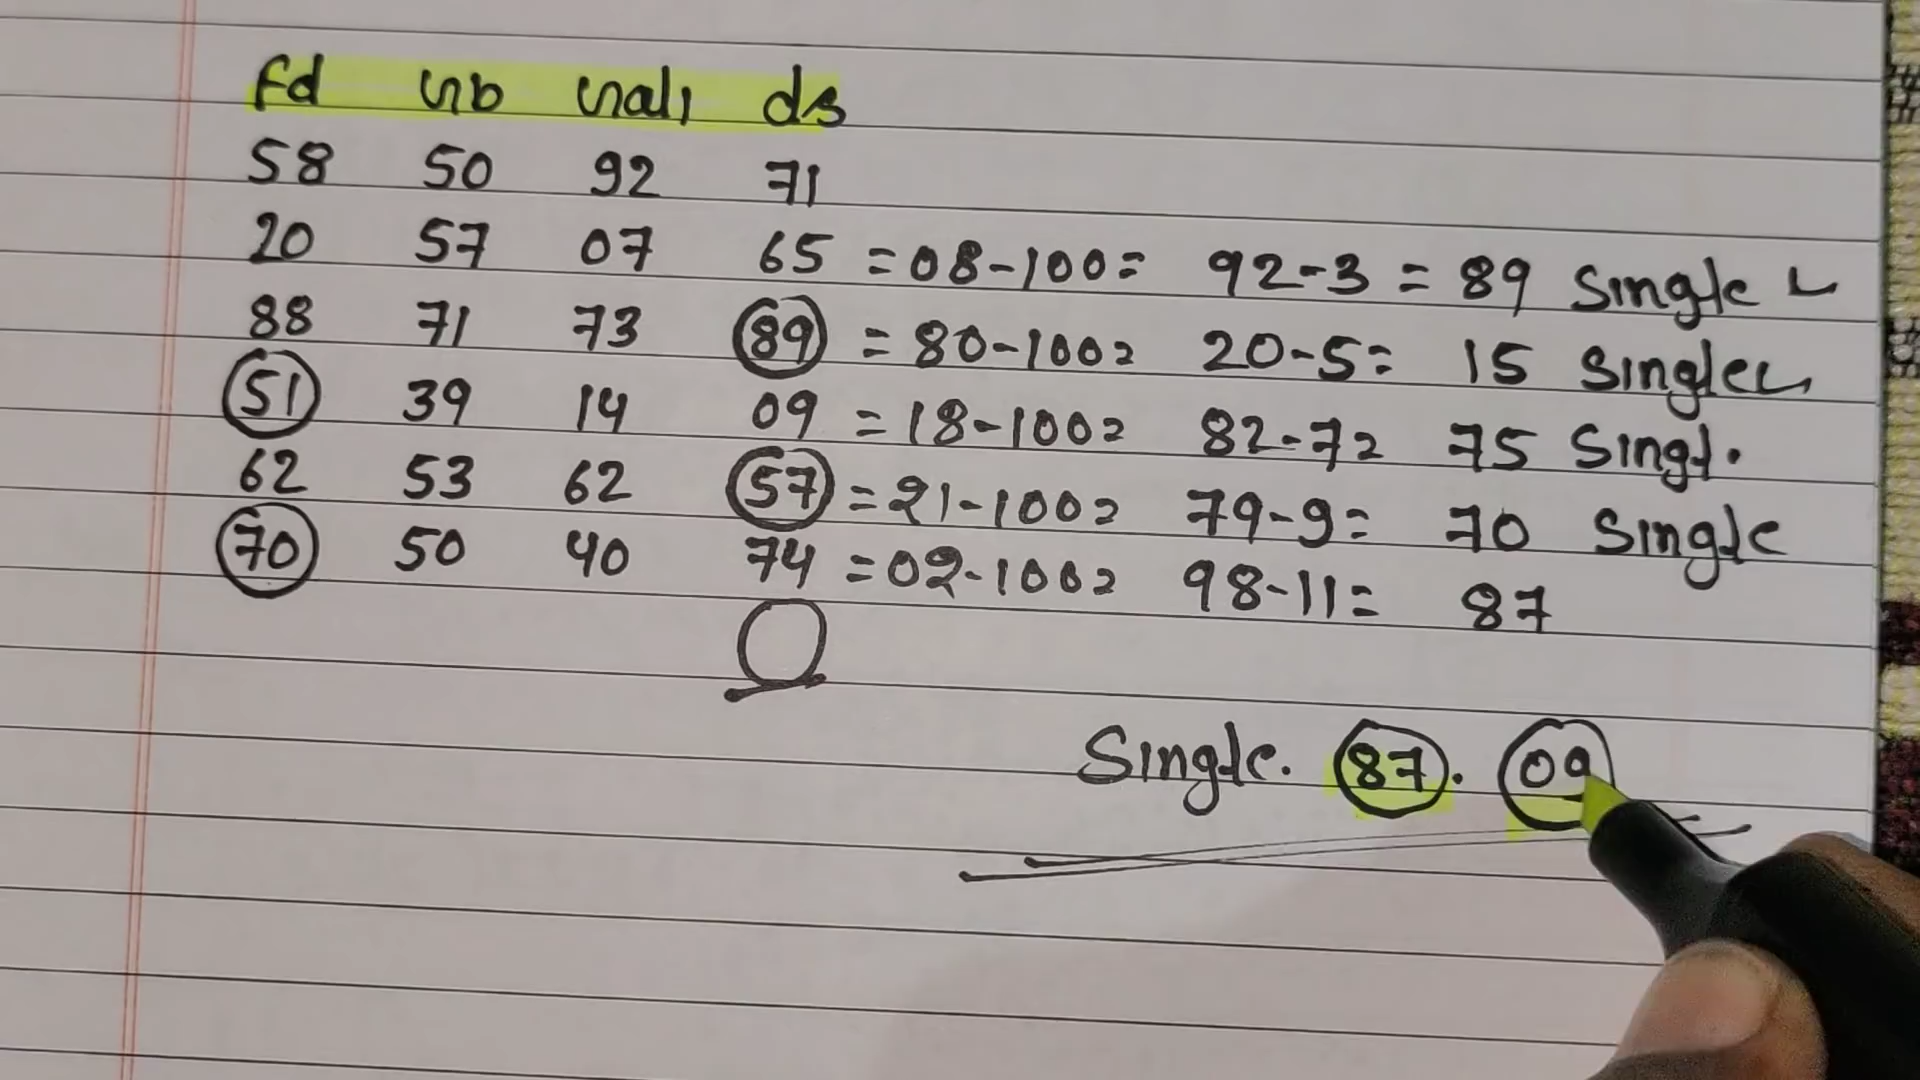 Fd Gb Gali ds
58 50 92 71
20 57 07 65 = 08-100= 92-3 = 89 Single
88 71 73 89 = 80-100= 20-5= 15 Single
51 39 14 09 = 18-100= 82-7= 75 Singl.
62 53 62 57 = 21-100= 79-9= 70 Single
70 50 40 74 = 02-100= 98-11= 87
Single. 87. 09